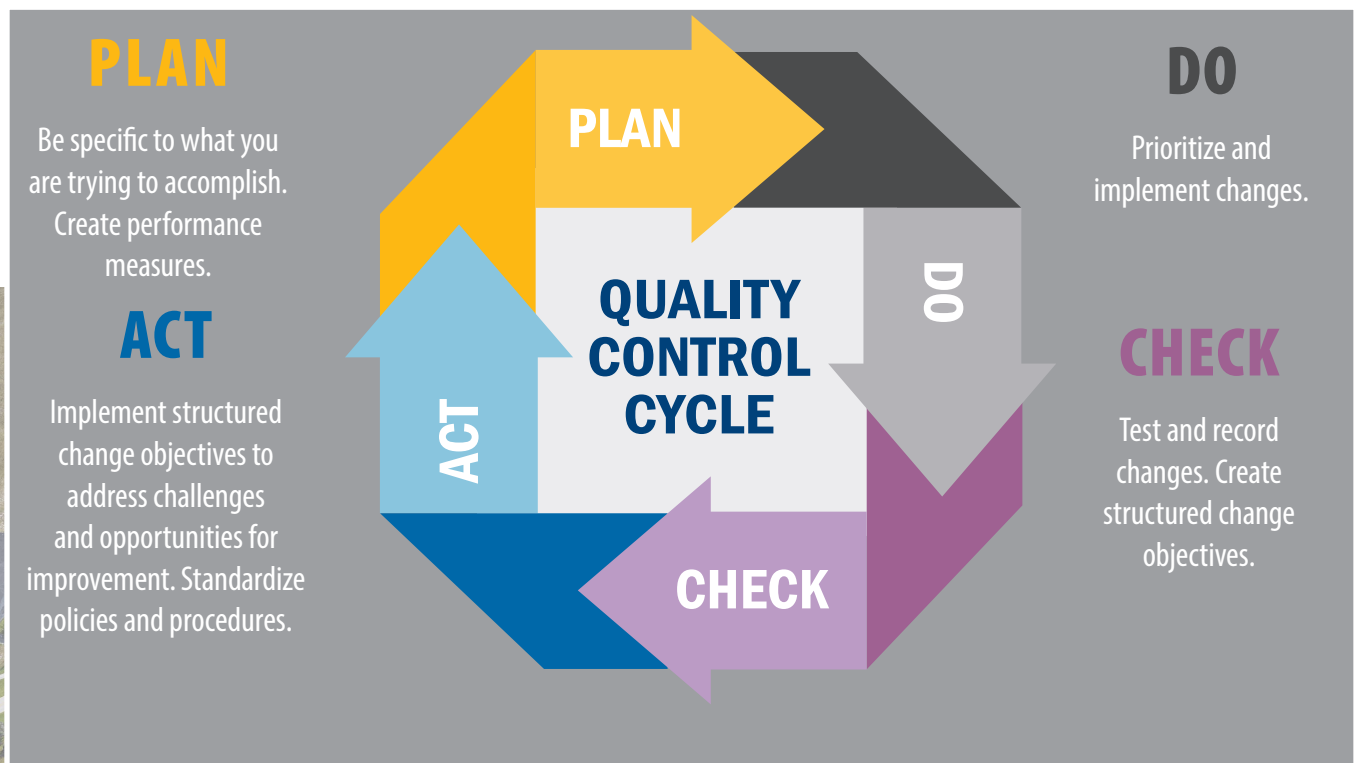 PLAN
Be specific to what you
are trying to accomplish.
Create performance
measures.
ACT
Implement structured
change objectives to
address challenges
and opportunities for
improvement. Standardize
policies and procedures.
PLAN
DO
QUALITY
CONTROL
CYCLE
ACT
CHECK
DO
Prioritize and
implement changes.
CHECK
Test and record
changes. Create
structured change
objectives.